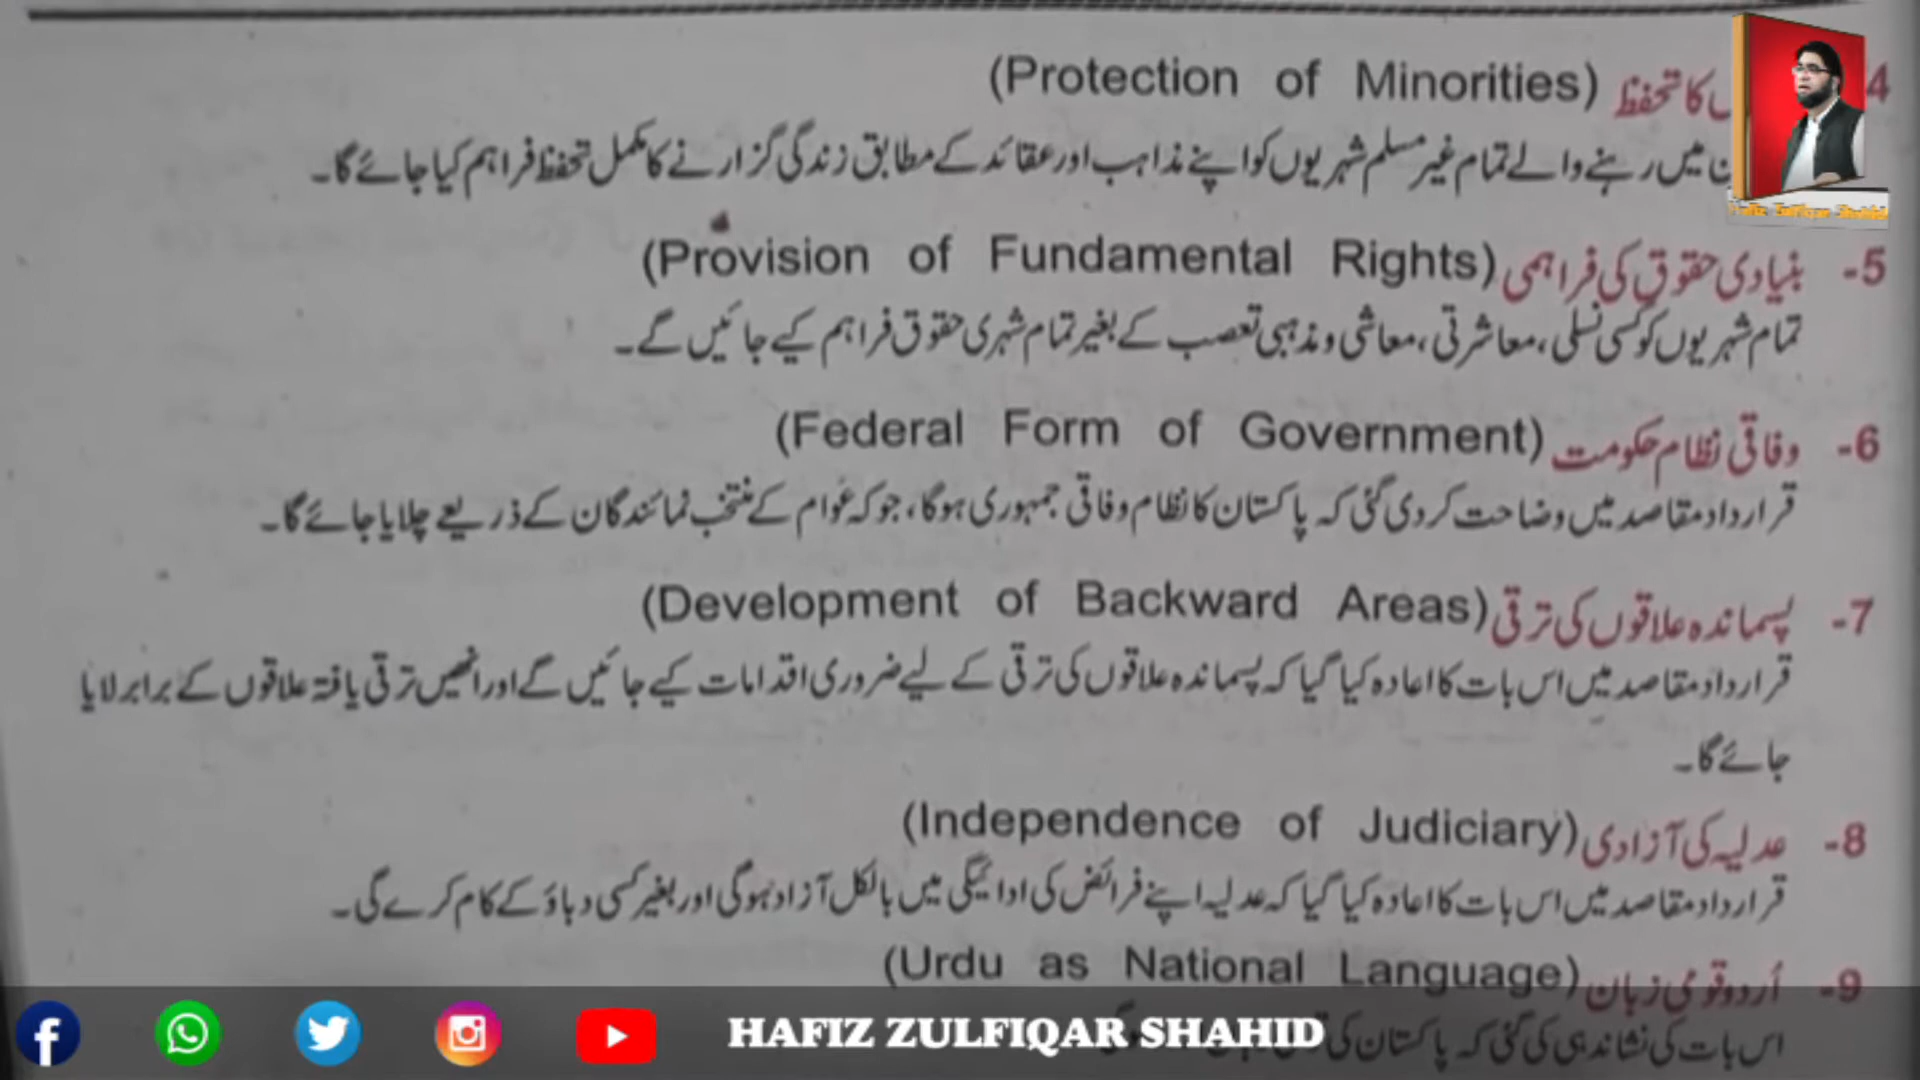 4 کا تحفظ (Protection of Minorities)
میں رہنے والے تمام غیر مسلم شہریوں کو اپنے مذاہب اور عقائد کے مطابق زندگی گزارنے کا مکمل تحفظ فراہم کیا جائے گا۔
5- بنیادی حقوق کی فراہمی (Provision of Fundamental Rights)
تمام شہریوں کو کسی نسلی، معاشرتی، معاشی و مذہبی تعصب کے بغیر تمام شہری حقوق فراہم کیے جائیں گے۔
6- وفاقی نظام حکومت (Federal Form of Government)
قرارداد مقاصد میں وضاحت کر دی گئی کہ پاکستان کا نظام وفاقی جمہوری ہوگا، جو کہ عوام کے منتخب نمائندگان کے ذریعے چلایا جائے گا۔
7- پسماندہ علاقوں کی ترقی (Development of Backward Areas)
قرارداد مقاصد میں اس بات کا اعادہ کیا گیا کہ پسماندہ علاقوں کی ترقی کے لیے ضروری اقدامات کیے جائیں گے اور انھیں ترقی یافتہ علاقوں کے برابر لایا
جائے گا۔
8- عدلیہ کی آزادی (Independence of Judiciary)
قرارداد مقاصد میں اس بات کا اعادہ کیا گیا کہ عدلیہ اپنے فرائض کی ادائیگی میں بالکل آزاد ہوگی اور بغیر کسی دباؤ کے کام کرے گی۔
9- اُردو قومی زبان (Urdu as National Language)
اس بات کی نشاندہی کی گئی کہ پاکستان کی
Hafiz Zulfiqar Shahid
HAFIZ ZULFIQAR SHAHID